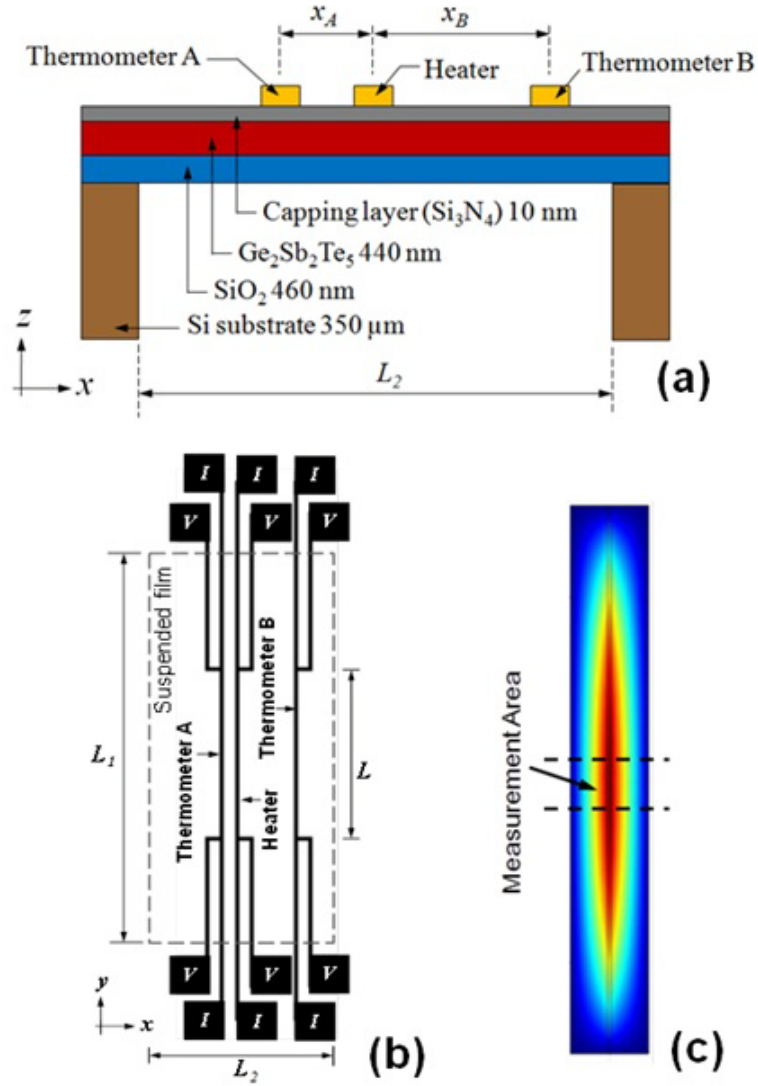 x_A x_B
Thermometer A
Heater
Thermometer B
Capping layer (Si₃N₄) 10 nm
Ge₂Sb₂Te₅ 440 nm
SiO₂ 460 nm
Si substrate 350 µm
z
x
L₂
(a)
I I I
V V V
Suspended film
Thermometer B
Thermometer A
Heater
L₁
L
V V V
I I I
y
x
L₂
(b)
Measurement Area
(c)